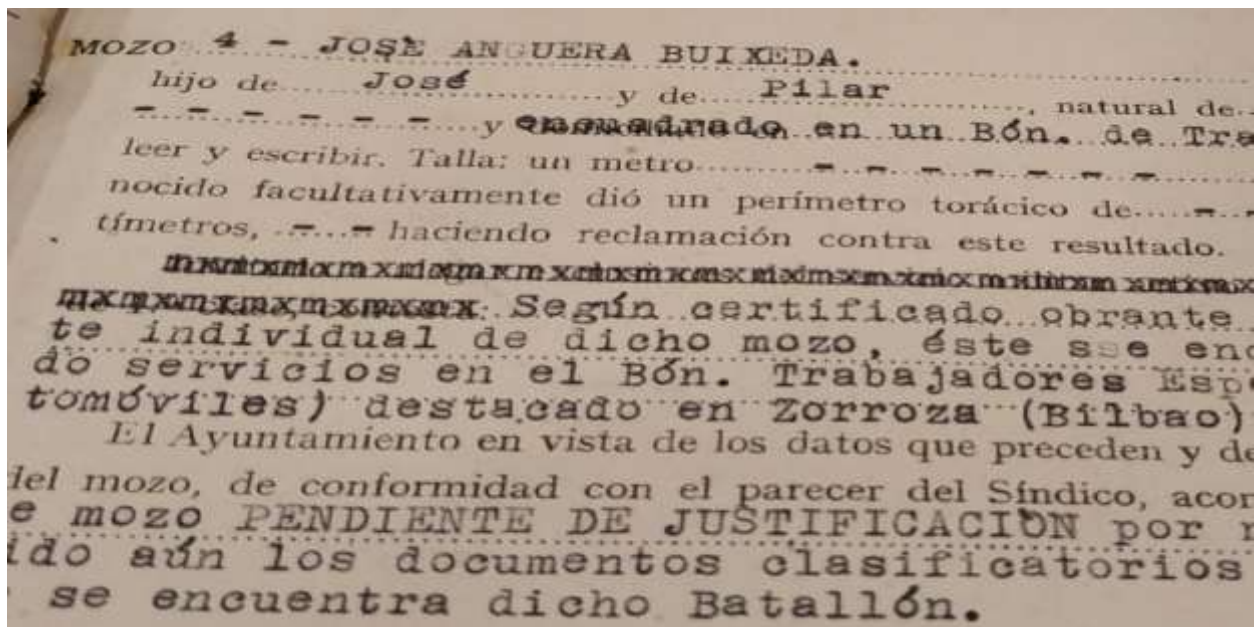 MOZO 4 - JOSÈ ANGUERA BUIXEDA.
hijo de José y de Pilar, natural de
- - - - - - y encuadrado en un Bón. de Tra
leer y escribir. Talla: un metro - - - - - -
nocido facultativamente dió un perímetro torácico de - -
tímetros, - - haciendo reclamación contra este resultado.
Según certificado obrante
te individual de dicho mozo, éste sse enc
do servicios en el Bón. Trabajadores Esp
tomóviles) destacado en Zorroza (Bilbao)
El Ayuntamiento en vista de los datos que preceden y de
del mozo, de conformidad con el parecer del Síndico, acor
e mozo PENDIENTE DE JUSTIFICACIÒN por n
ido aún los documentos clasificatorios
se encuentra dicho Batallón.